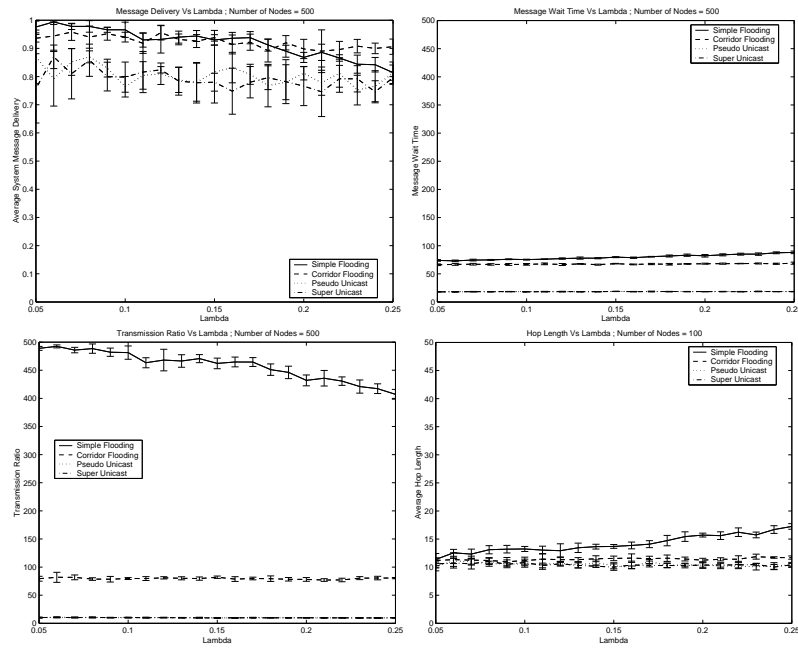 Message Delivery Vs Lambda ; Number of Nodes = 500
1
0.9
0.8
0.7
0.6
0.5
0.4
0.3
0.2
0.1
0
Average System Message Delivery
Simple Flooding
Corridor Flooding
Pseudo Unicast
Super Unicast
0.05 0.1 0.15 0.2 0.25
Lambda
Message Wait Time Vs Lambda ; Number of Nodes = 500
500
450
400
350
300
250
200
150
100
50
0
Message Wait Time
Simple Flooding
Corridor Flooding
Pseudo Unicast
Super Unicast
0.05 0.1 0.15 0.2 0.25
Lambda
Transmission Ratio Vs Lambda ; Number of Nodes = 500
500
450
400
350
300
250
200
150
100
50
0
Transmission Ratio
Simple Flooding
Corridor Flooding
Pseudo Unicast
Super Unicast
0.05 0.1 0.15 0.2 0.25
Lambda
Hop Length Vs Lambda ; Number of Nodes = 100
50
45
40
35
30
25
20
15
10
5
0
Average Hop Length
Simple Flooding
Corridor Flooding
Pseudo Unicast
Super Unicast
0.05 0.1 0.15 0.2 0.25
Lambda